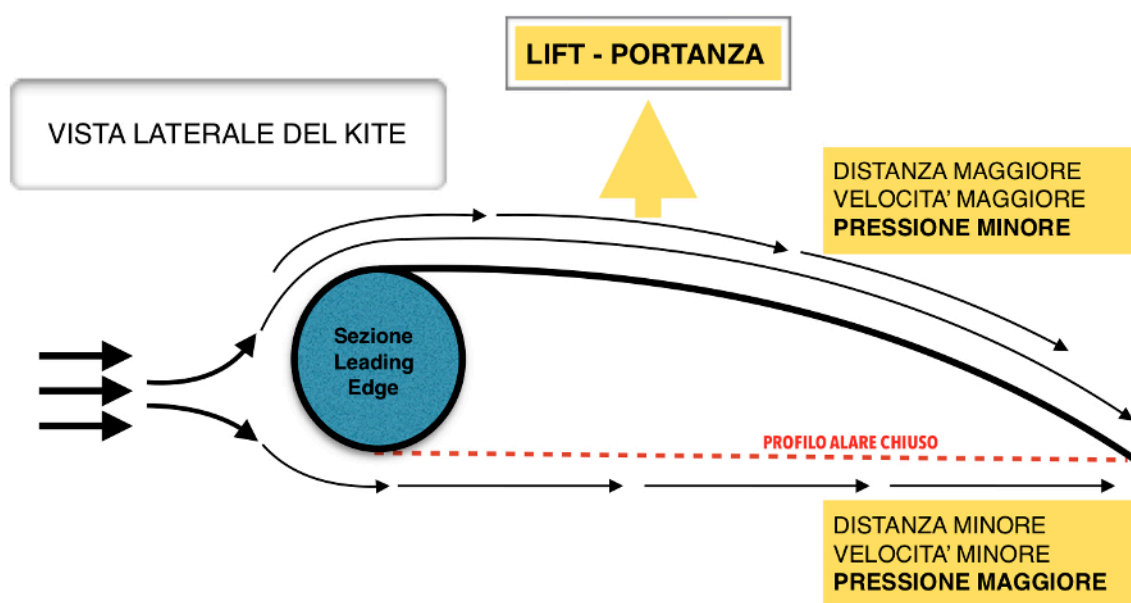 LIFT - PORTANZA
VISTA LATERALE DEL KITE
DISTANZA MAGGIORE
VELOCITA’ MAGGIORE
PRESSIONE MINORE
Sezione
Leading
Edge
PROFILO ALARE CHIUSO
DISTANZA MINORE
VELOCITA’ MINORE
PRESSIONE MAGGIORE